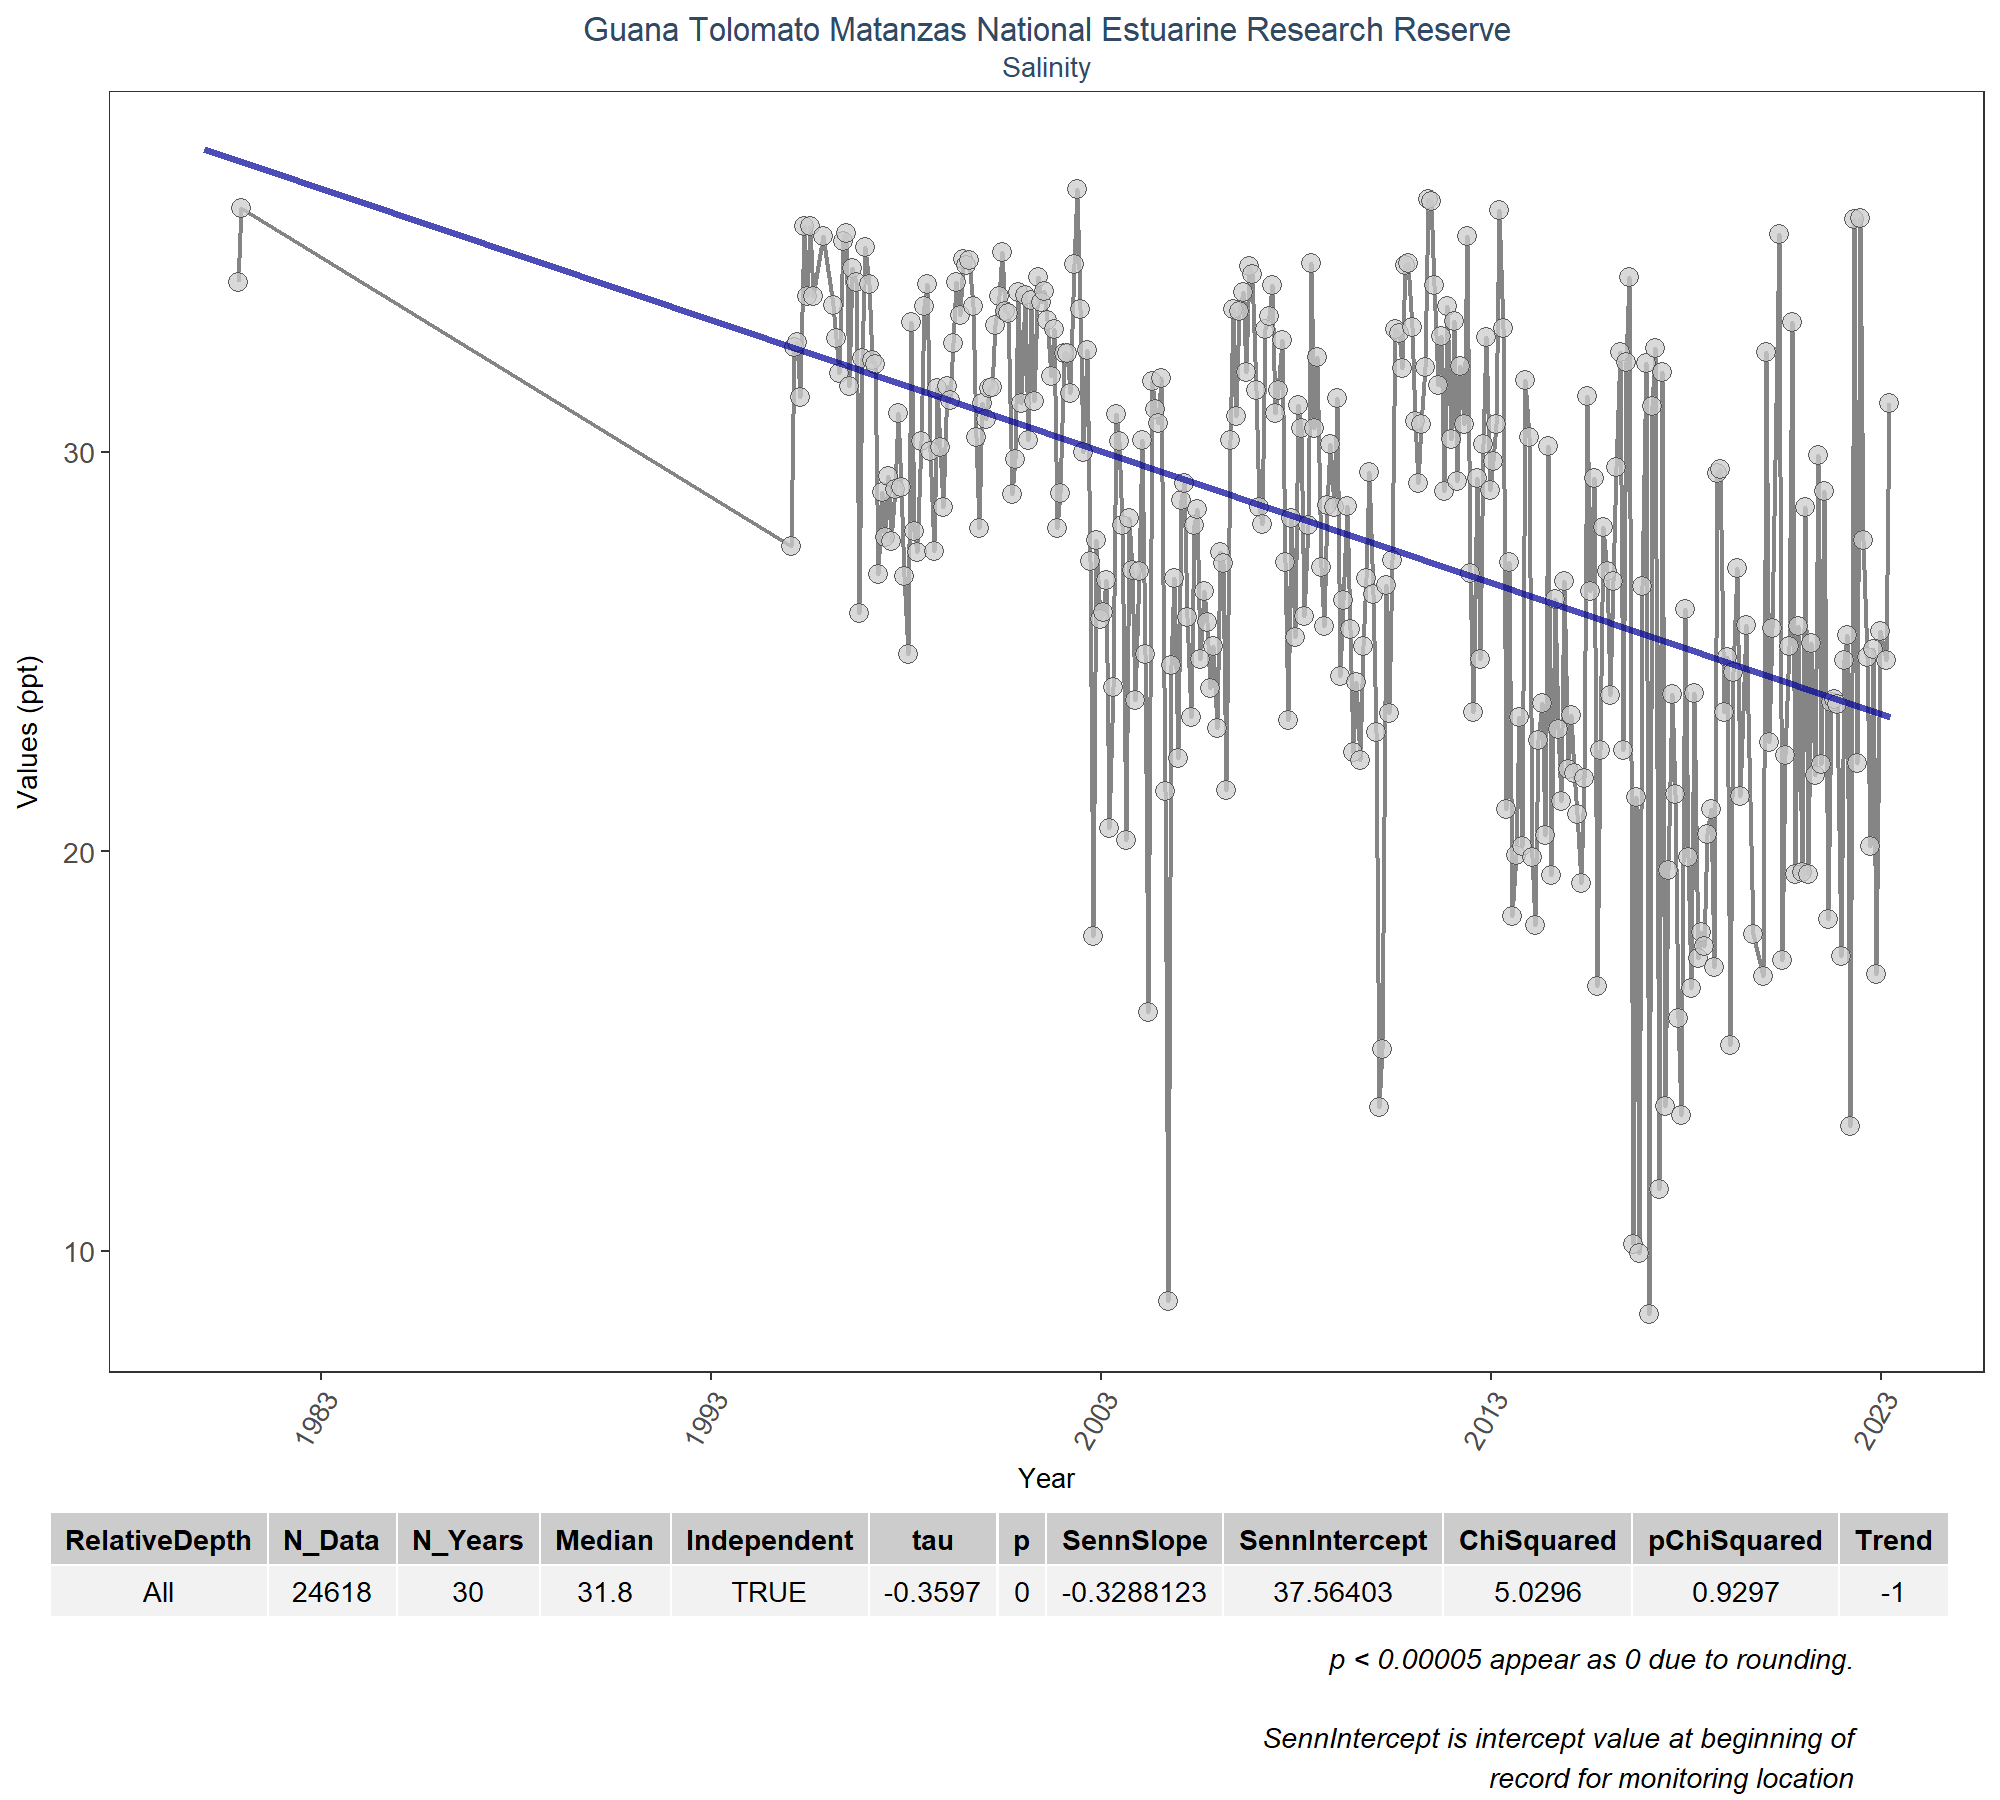 Guana Tolomato Matanzas National Estuarine Research Reserve
Salinity
Values (ppt)
30
20
10
1983
1993
2003
2013
2023
Year
RelativeDepth N_Data N_Years Median Independent tau p SennSlope SennIntercept ChiSquared pChiSquared Trend
All 24618 30 31.8 TRUE -0.3597 0 -0.3288123 37.56403 5.0296 0.9297 -1
p < 0.00005 appear as 0 due to rounding.
SennIntercept is intercept value at beginning of
record for monitoring location